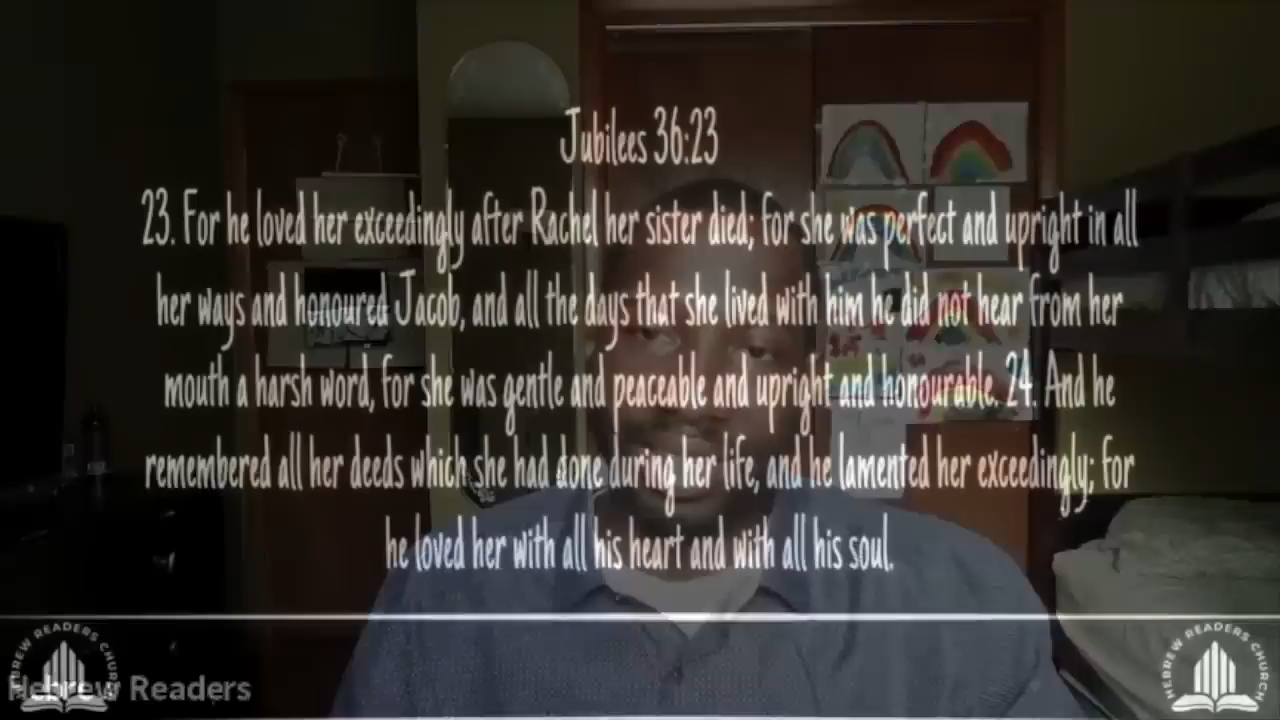 Jubilees 36:23
23. For he loved her exceedingly after Rachel her sister died; for she was perfect and upright in all
her ways and honoured Jacob, and all the days that she lived with him he did not hear from her
mouth a harsh word, for she was gentle and peaceable and upright and honourable. 24. And he
remembered all her deeds which she had done during her life, and he lamented her exceedingly; for
he loved her with all his heart and with all his soul.
HEBREW READERS CHURCH
Hebrew Readers
HEBREW READERS CHURCH